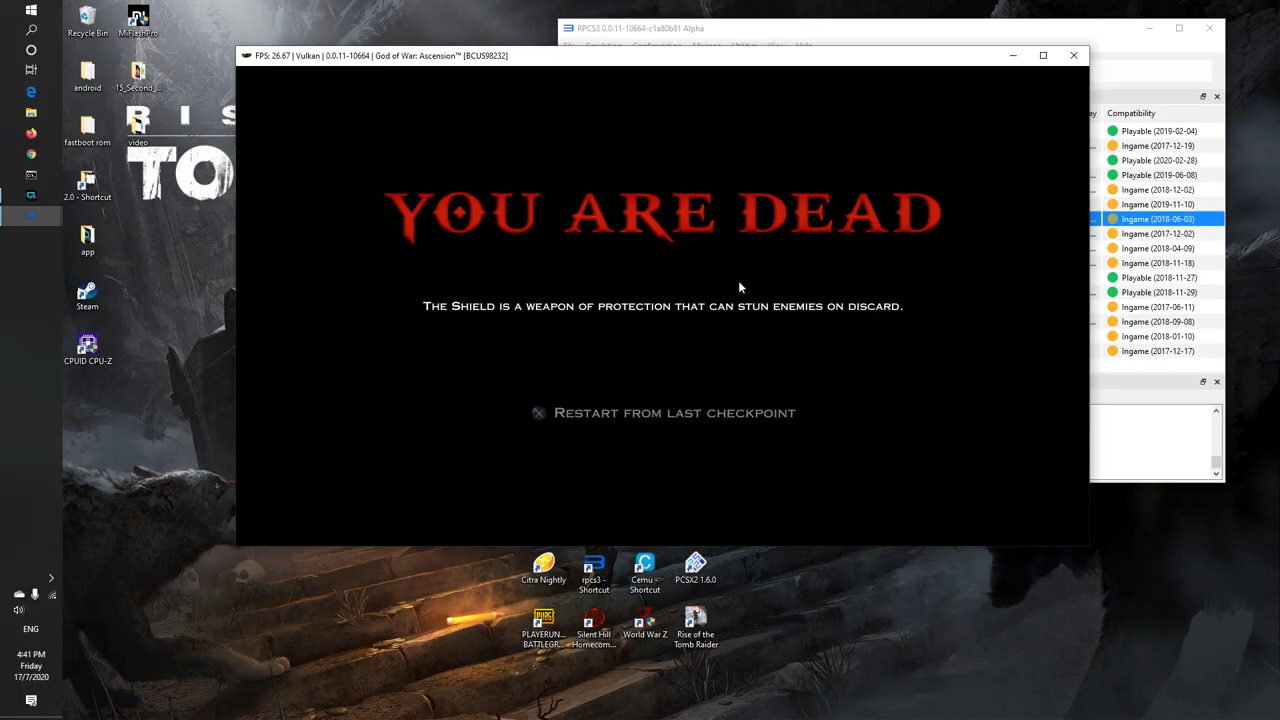 Recycle Bin
MiFlashPro
android
15_Second_...
fastboot rom
video
2.0 - Shortcut
app
Steam
CPUID CPU-Z
RIS
TO
RPCS3 0.0.11-10664-c1a80b81 Alpha
FPS: 26.67 | Vulkan | 0.0.11-10664 | God of War: Ascension™ [BCUS98232]
YOU ARE DEAD
THE SHIELD IS A WEAPON OF PROTECTION THAT CAN STUN ENEMIES ON DISCARD.
RESTART FROM LAST CHECKPOINT
Compatibility
Playable (2019-02-04)
Ingame (2017-12-19)
Playable (2020-02-28)
Playable (2019-06-08)
Ingame (2018-12-02)
Ingame (2019-11-10)
Ingame (2018-06-03)
Ingame (2017-12-02)
Ingame (2018-04-09)
Ingame (2018-11-18)
Playable (2018-11-27)
Playable (2018-11-29)
Ingame (2017-06-11)
Ingame (2018-09-08)
Ingame (2018-01-10)
Ingame (2017-12-17)
Citra Nightly
rpcs3 -
Shortcut
Cemu -
Shortcut
PCSX2 1.6.0
PLAYERUN...
BATTLEGR...
Silent Hill
Homecom...
World War Z
Rise of the
Tomb Raider
ENG
4:41 PM
Friday
17/7/2020